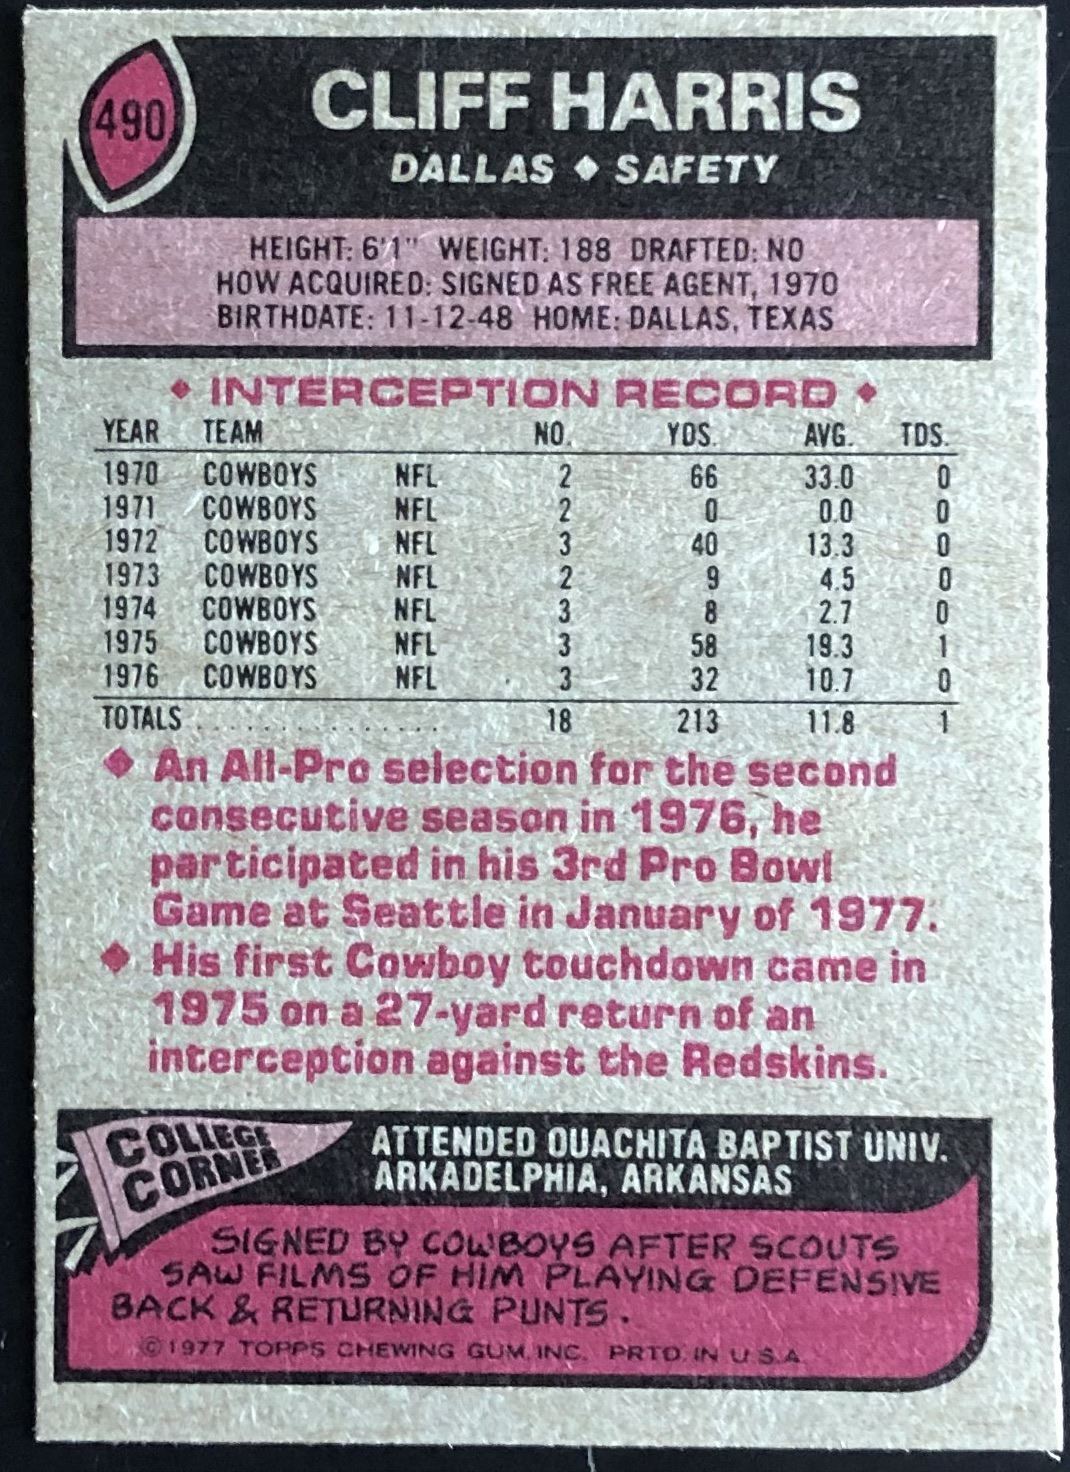 490
CLIFF HARRIS
DALLAS ♦ SAFETY
HEIGHT: 6'1" WEIGHT: 188 DRAFTED: NO
HOW ACQUIRED: SIGNED AS FREE AGENT, 1970
BIRTHDATE: 11-12-48 HOME: DALLAS, TEXAS
♦ INTERCEPTION RECORD ♦
YEAR TEAM NO. YDS. AVG. TDS.
1970 COWBOYS NFL 2 66 33.0 0
1971 COWBOYS NFL 2 0 0.0 0
1972 COWBOYS NFL 3 40 13.3 0
1973 COWBOYS NFL 2 9 4.5 0
1974 COWBOYS NFL 3 8 2.7 0
1975 COWBOYS NFL 3 58 19.3 1
1976 COWBOYS NFL 3 32 10.7 0
TOTALS ............... 18 213 11.8 1
♦ An All-Pro selection for the second
consecutive season in 1976, he
participated in his 3rd Pro Bowl
Game at Seattle in January of 1977.
♦ His first Cowboy touchdown came in
1975 on a 27-yard return of an
interception against the Redskins.
COLLEGE
CORNER
ATTENDED OUACHITA BAPTIST UNIV.
ARKADELPHIA, ARKANSAS
SIGNED BY COWBOYS AFTER SCOUTS
SAW FILMS OF HIM PLAYING DEFENSIVE
BACK & RETURNING PUNTS.
©1977 TOPPS CHEWING GUM, INC. PRTD. IN U.S.A.